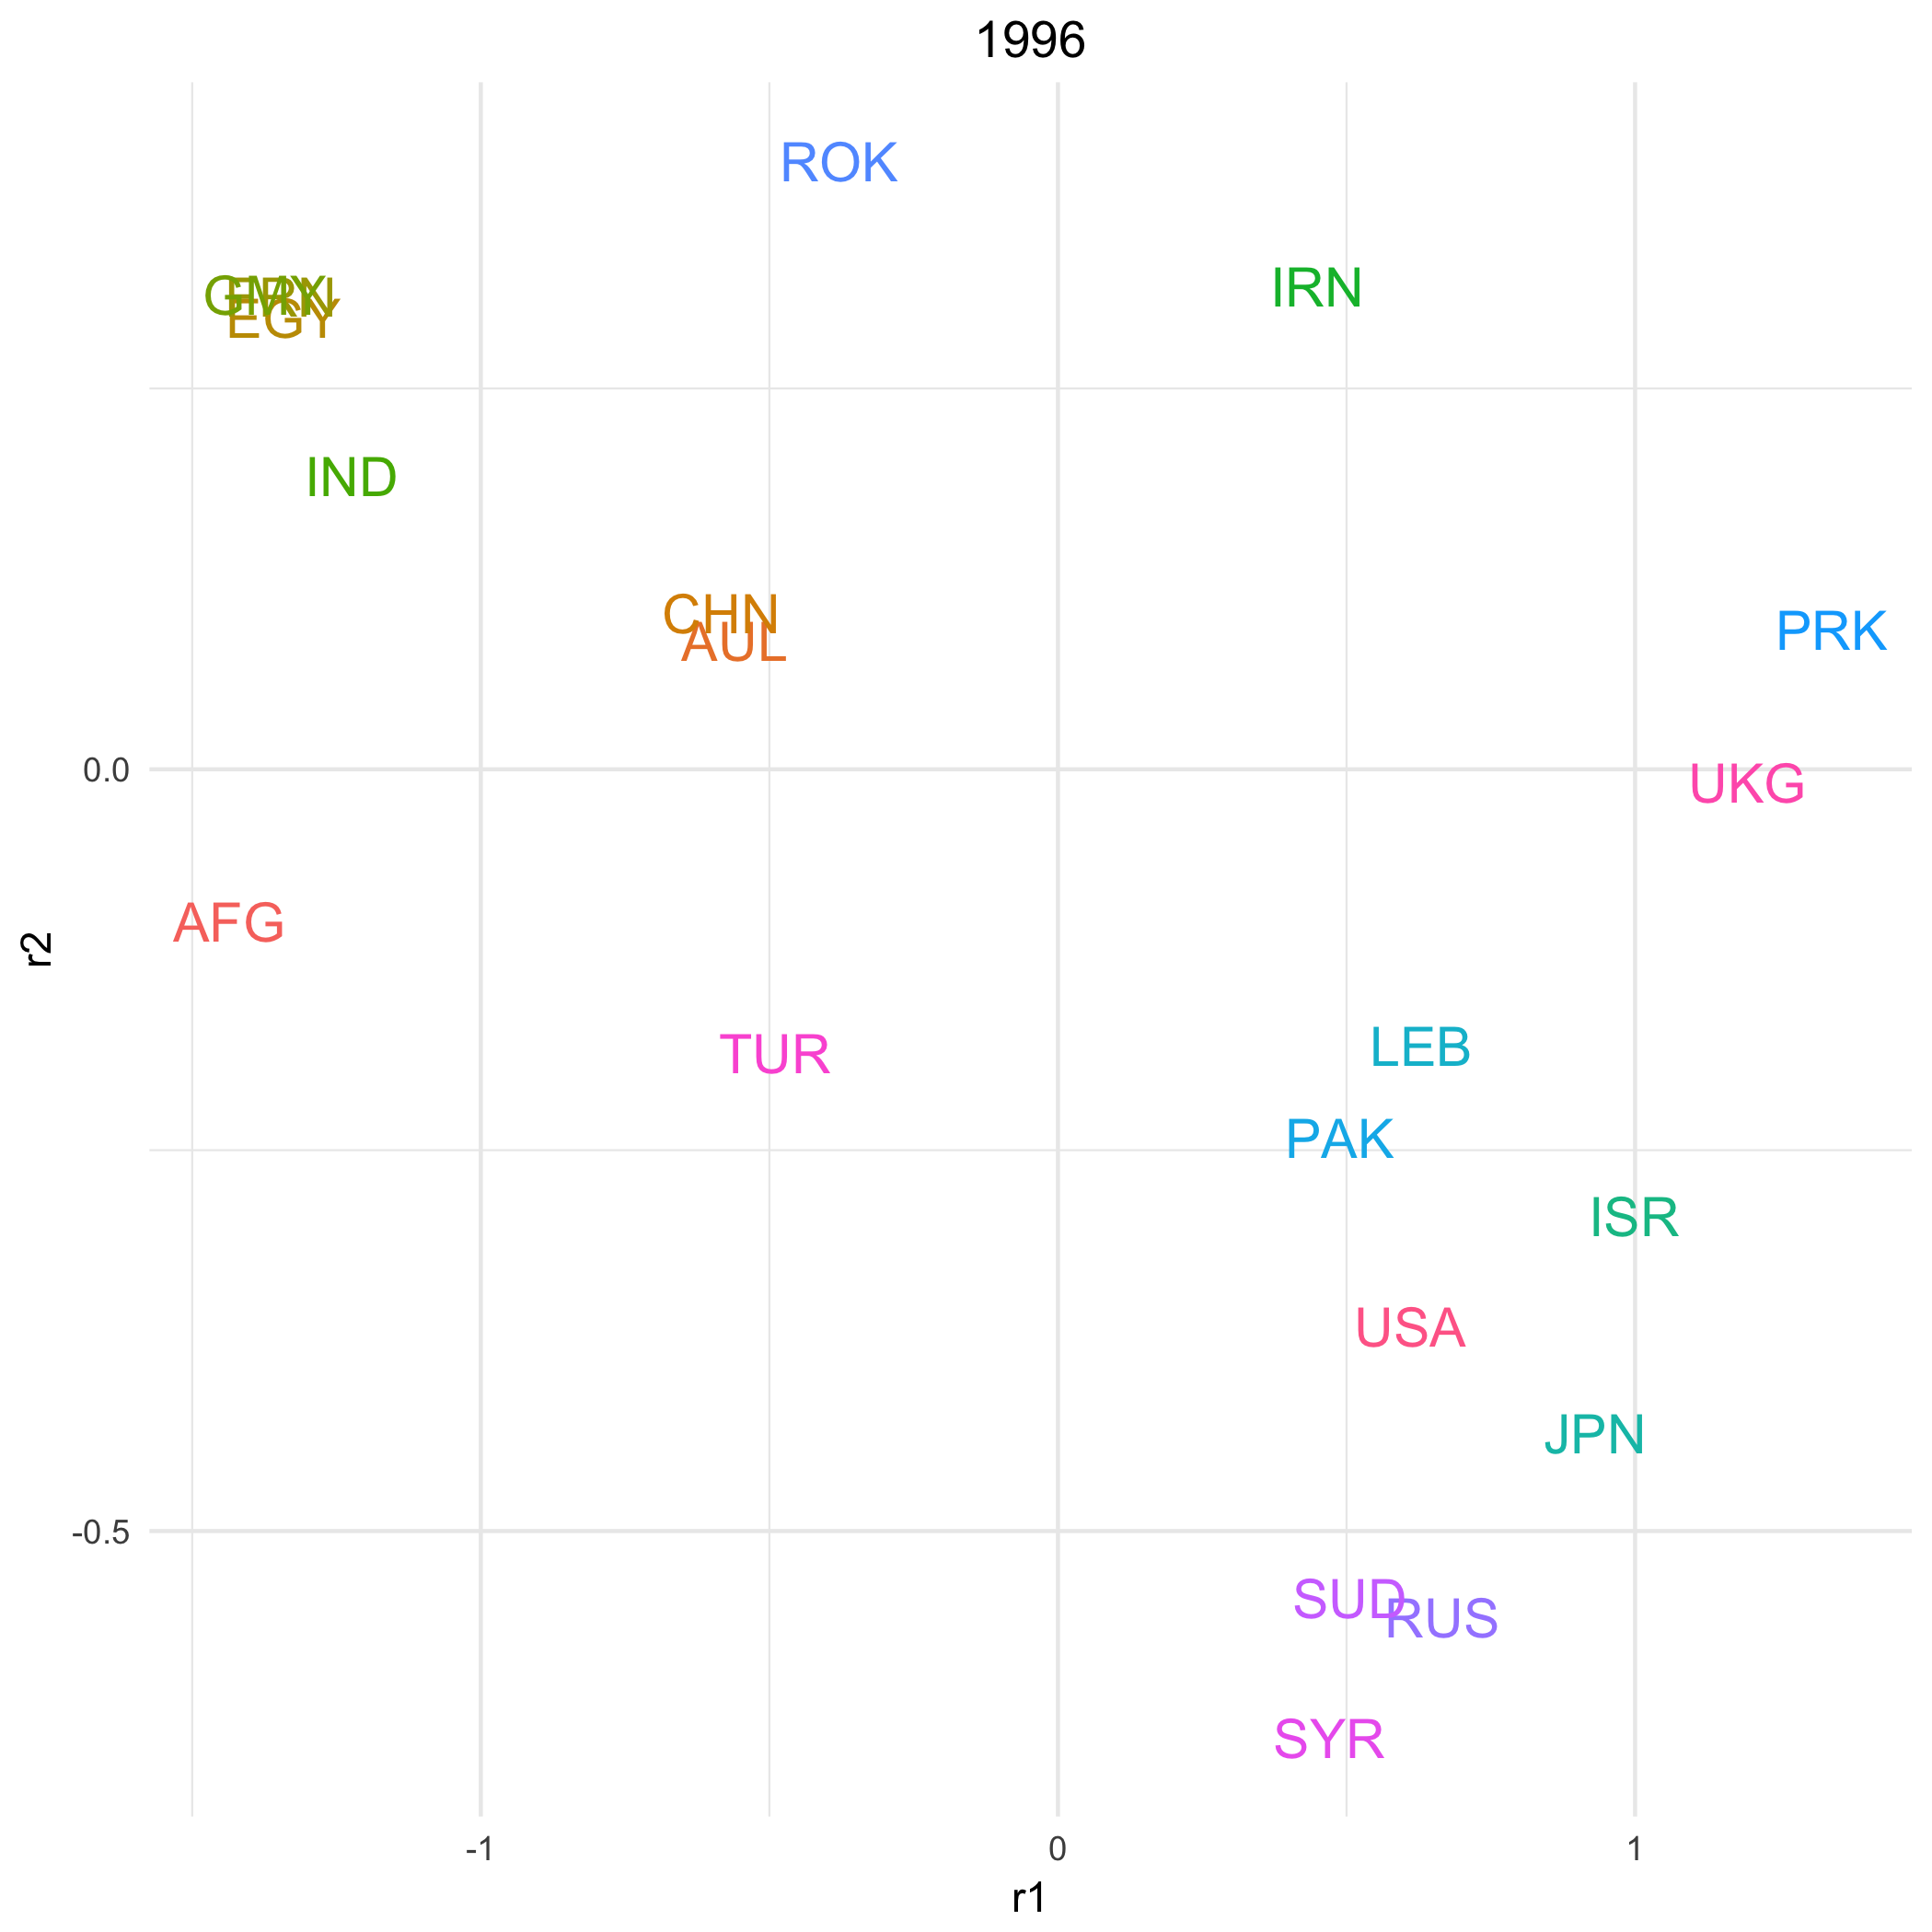 1996
ROK
IRN
EGY
IND
CHN
AUL
PRK
0.0
UKG
AFG
r2
TUR
LEB
PAK
ISR
USA
JPN
-0.5
SUD
RUS
SYR
-1
0
1
r1